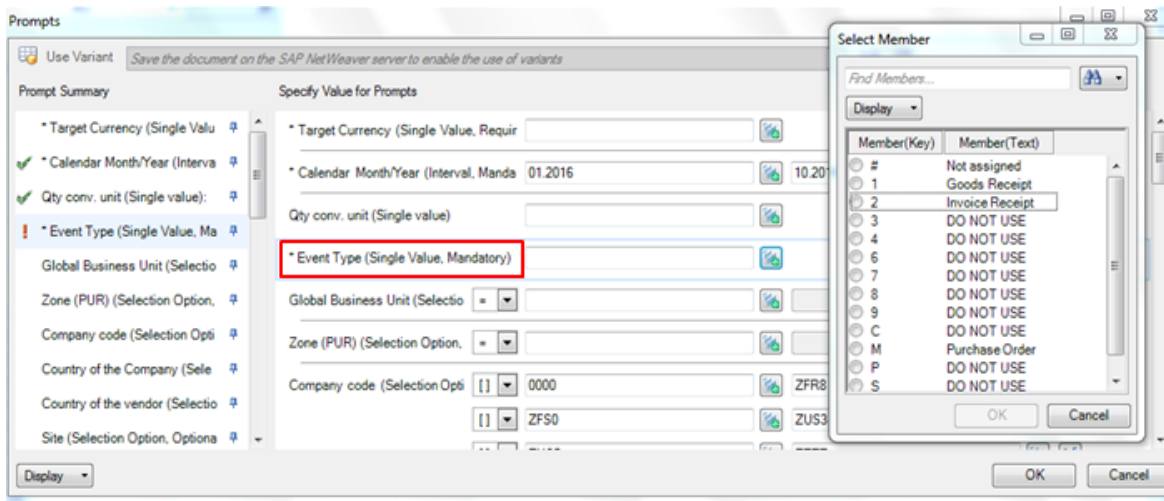 Prompts
Use Variant Save the document on the SAP NetWeaver server to enable the use of variants
Prompt Summary
* Target Currency (Single Valu
* Calendar Month/Year (Interva
Qty conv. unit (Single value):
* Event Type (Single Value, Ma
Global Business Unit (Selectio
Zone (PUR) (Selection Option,
Company code (Selection Opti
Country of the Company (Sele
Country of the vendor (Selectio
Site (Selection Option, Optiona
Display
Specify Value for Prompts
* Target Currency (Single Value, Requir
* Calendar Month/Year (Interval, Manda 01.2016 10.201
Qty conv. unit (Single value)
* Event Type (Single Value, Mandatory)
Global Business Unit (Selectio =
Zone (PUR) (Selection Option, =
Company code (Selection Opti [ ] 0000 ZFR8
[ ] ZFS0 ZUS3
OK Cancel
Select Member
Find Members...
Display
Member(Key) Member(Text)
# Not assigned
1 Goods Receipt
2 Invoice Receipt
3 DO NOT USE
4 DO NOT USE
6 DO NOT USE
7 DO NOT USE
8 DO NOT USE
9 DO NOT USE
C DO NOT USE
M Purchase Order
P DO NOT USE
S DO NOT USE
OK Cancel